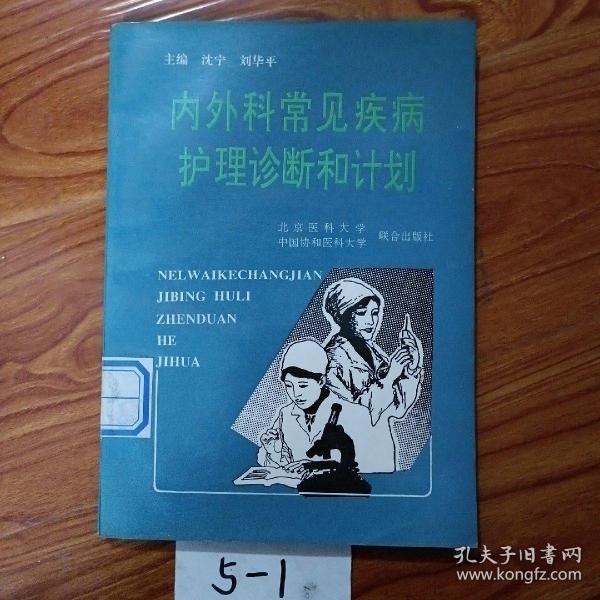 主编 沈宁 刘华平
内外科常见疾病
护理诊断和计划
北京医科大学
中国协和医科大学
联合出版社
NELWAIKECHANGJIAN
JIBING HULI
ZHENDUAN
HE
JIHUA
5-1
孔夫子旧书网
www.kongfz.com